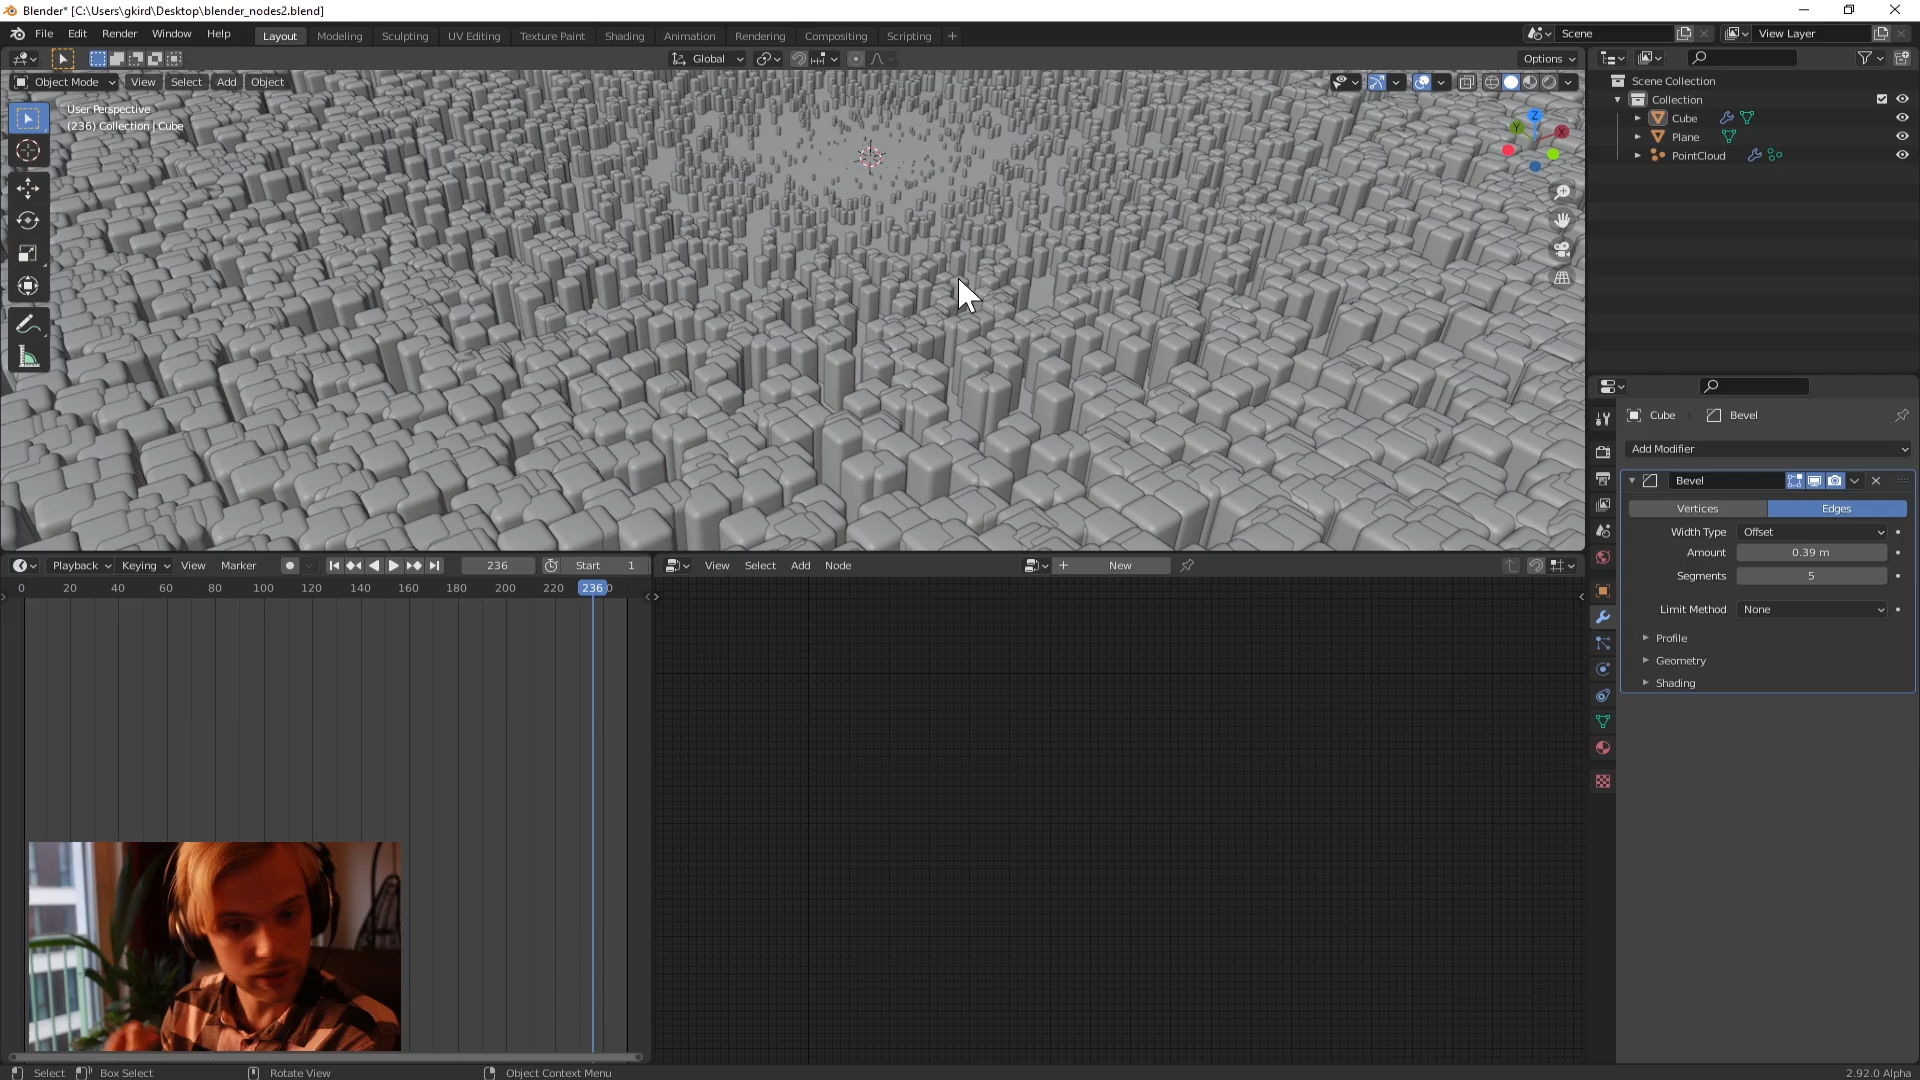 Blender* [C:\Users\gkird\Desktop\blender_nodes2.blend]
File Edit Render Window Help Layout Modeling Sculpting UV Editing Texture Paint Shading Animation Rendering Compositing Scripting + Scene View Layer
Global Options
Object Mode View Select Add Object
User Perspective
(236) Collection | Cube
Z
Y
X
Scene Collection
Collection
Cube
Plane
PointCloud
Cube Bevel
Add Modifier
Bevel
Vertices Edges
Width Type Offset
Amount 0.39 m
Segments 5
Limit Method None
Profile
Geometry
Shading
Playback Keying View Marker 236 Start 1
View Select Add Node + New
0 20 40 60 80 100 120 140 160 180 200 220 236 0
Select Box Select Rotate View Object Context Menu 2.92.0 Alpha